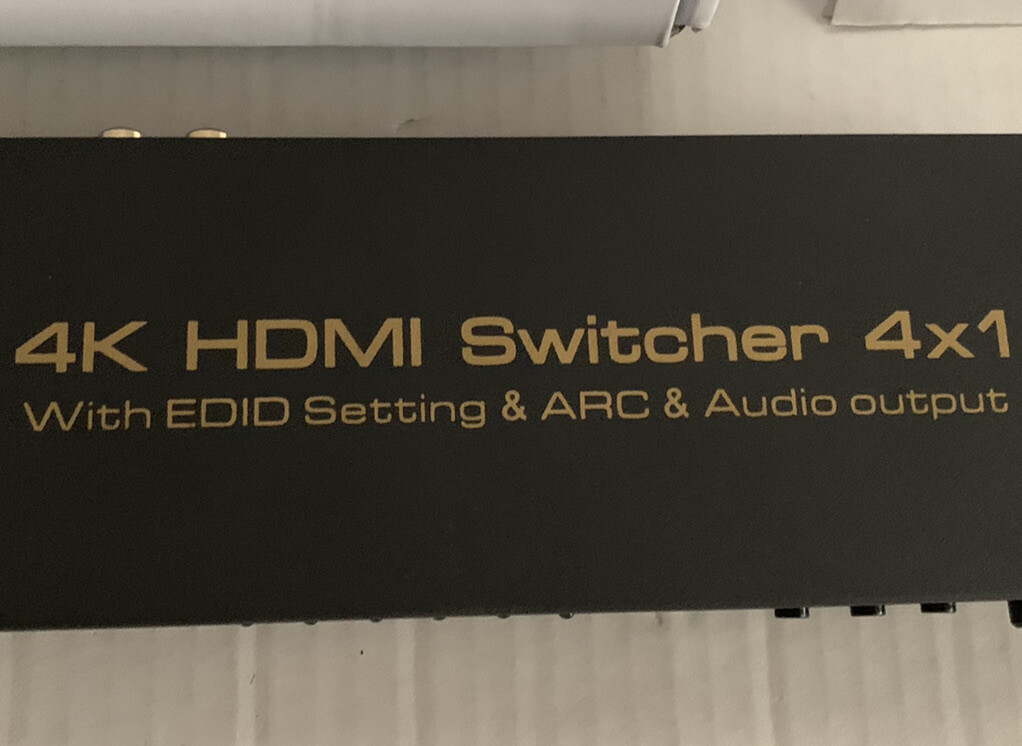 4K HDMI Switcher 4x1
With EDID Setting & ARC & Audio output